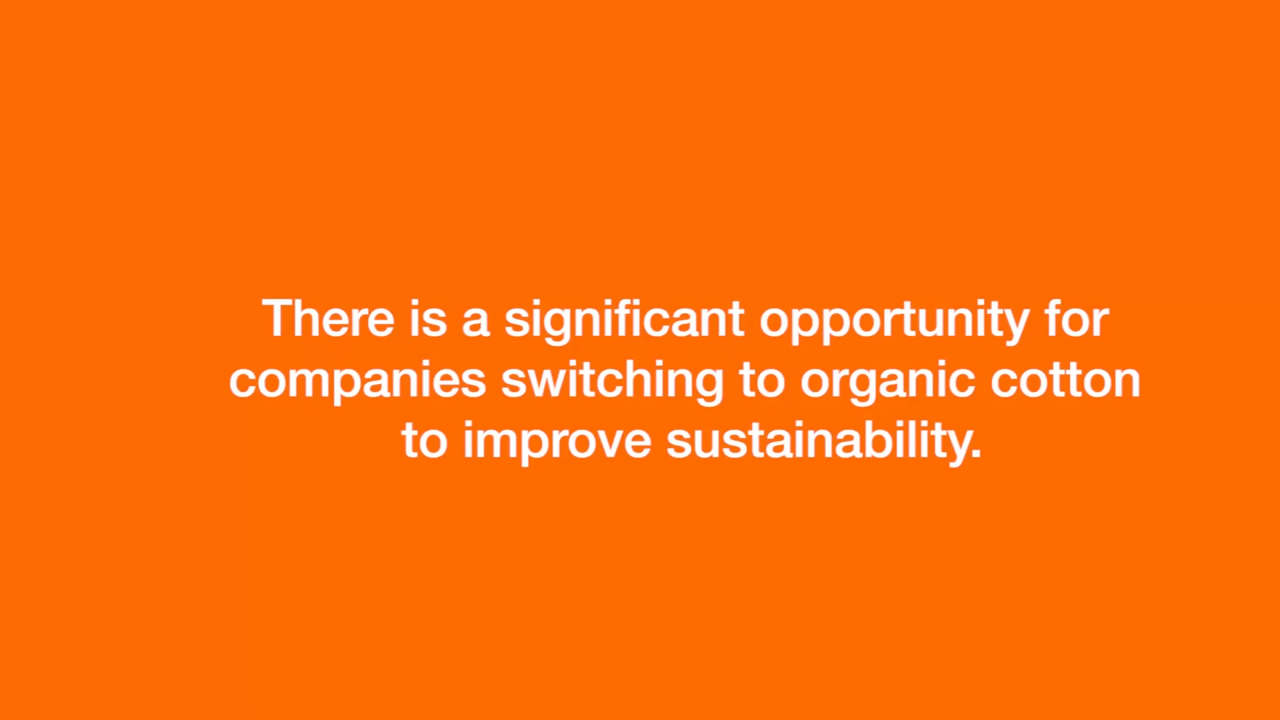 There is a significant opportunity for
companies switching to organic cotton
to improve sustainability.